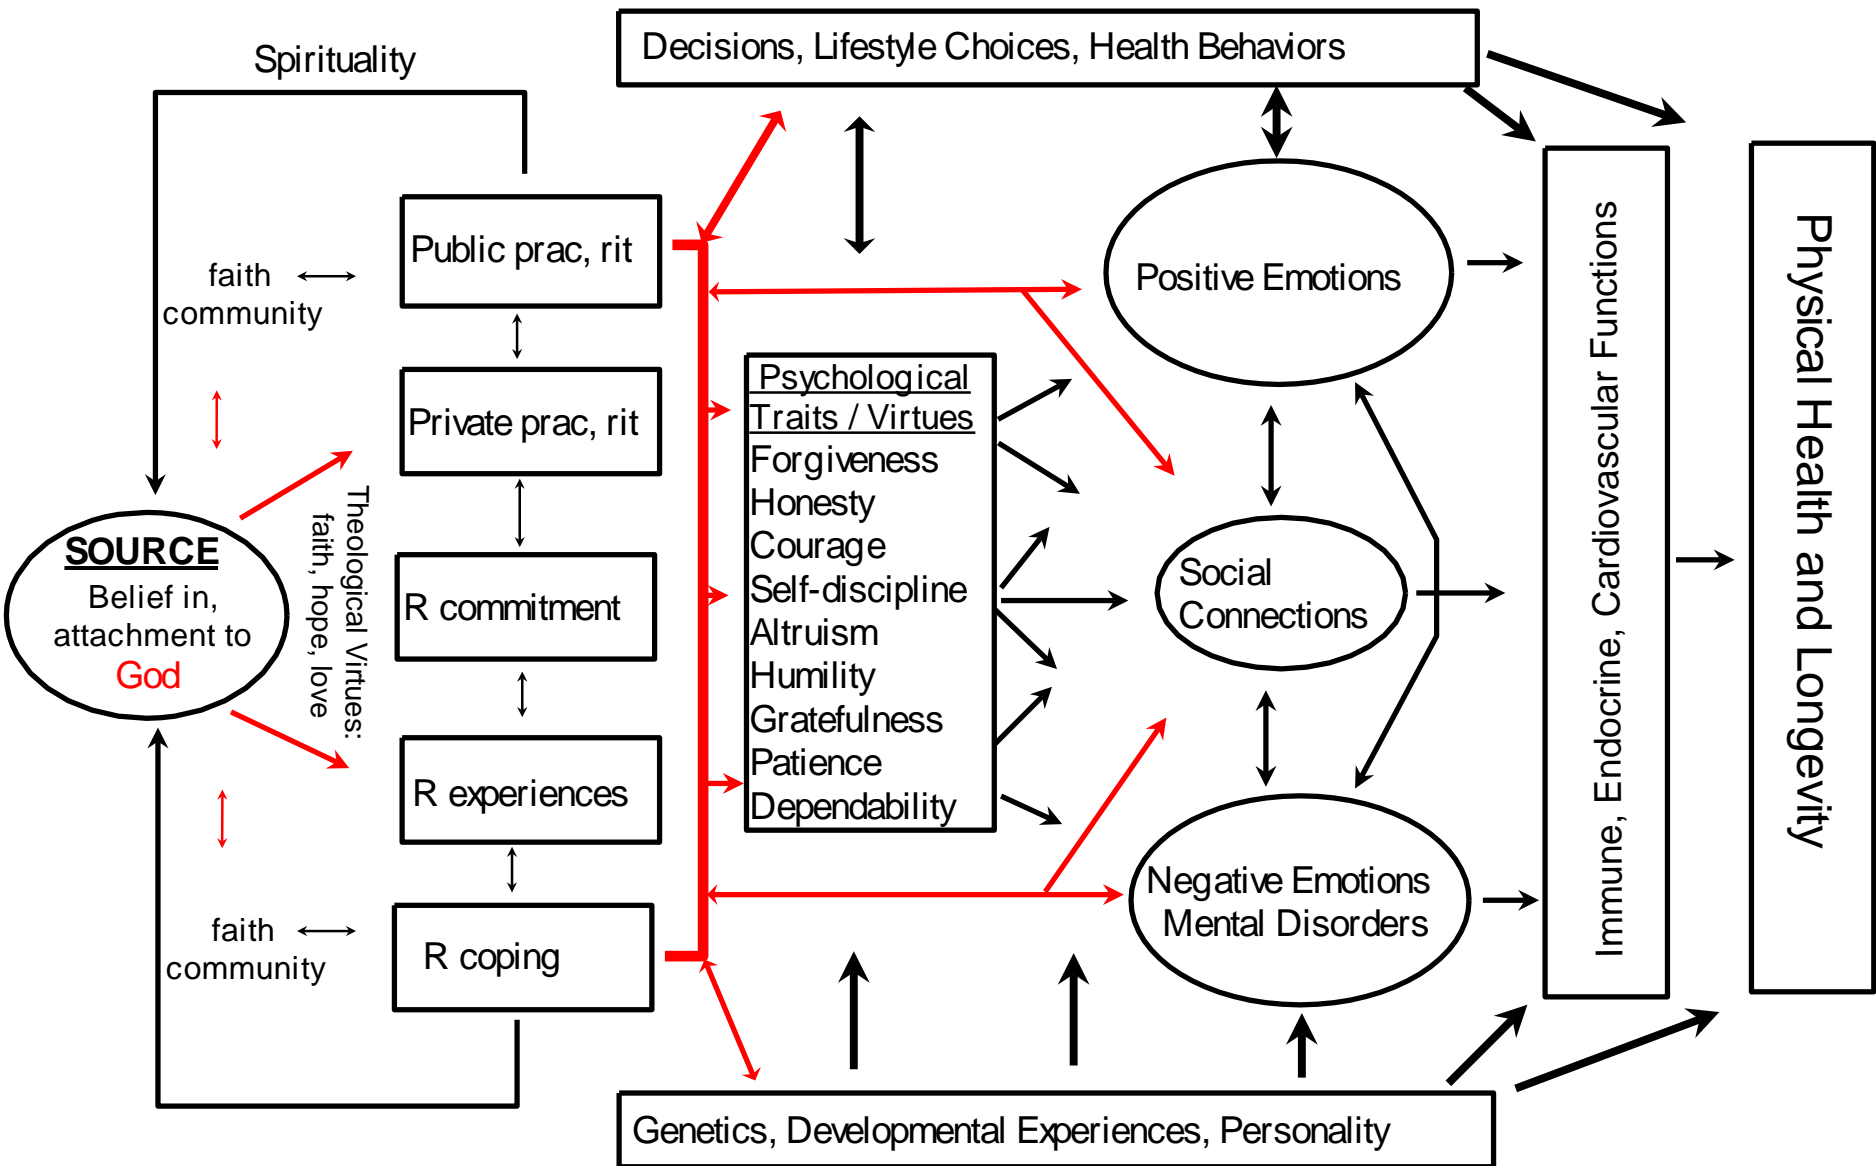 Decisions, Lifestyle Choices, Health Behaviors
Spirituality
Public prac, rit
faith
community
Private prac, rit
Theological Virtues:
faith, hope, love
SOURCE
Belief in,
attachment to
God
R commitment
R experiences
faith
community
R coping
Psychological
Traits / Virtues
Forgiveness
Honesty
Courage
Self-discipline
Altruism
Humility
Gratefulness
Patience
Dependability
Positive Emotions
Social
Connections
Negative Emotions
Mental Disorders
Immune, Endocrine, Cardiovascular Functions
Physical Health and Longevity
Genetics, Developmental Experiences, Personality